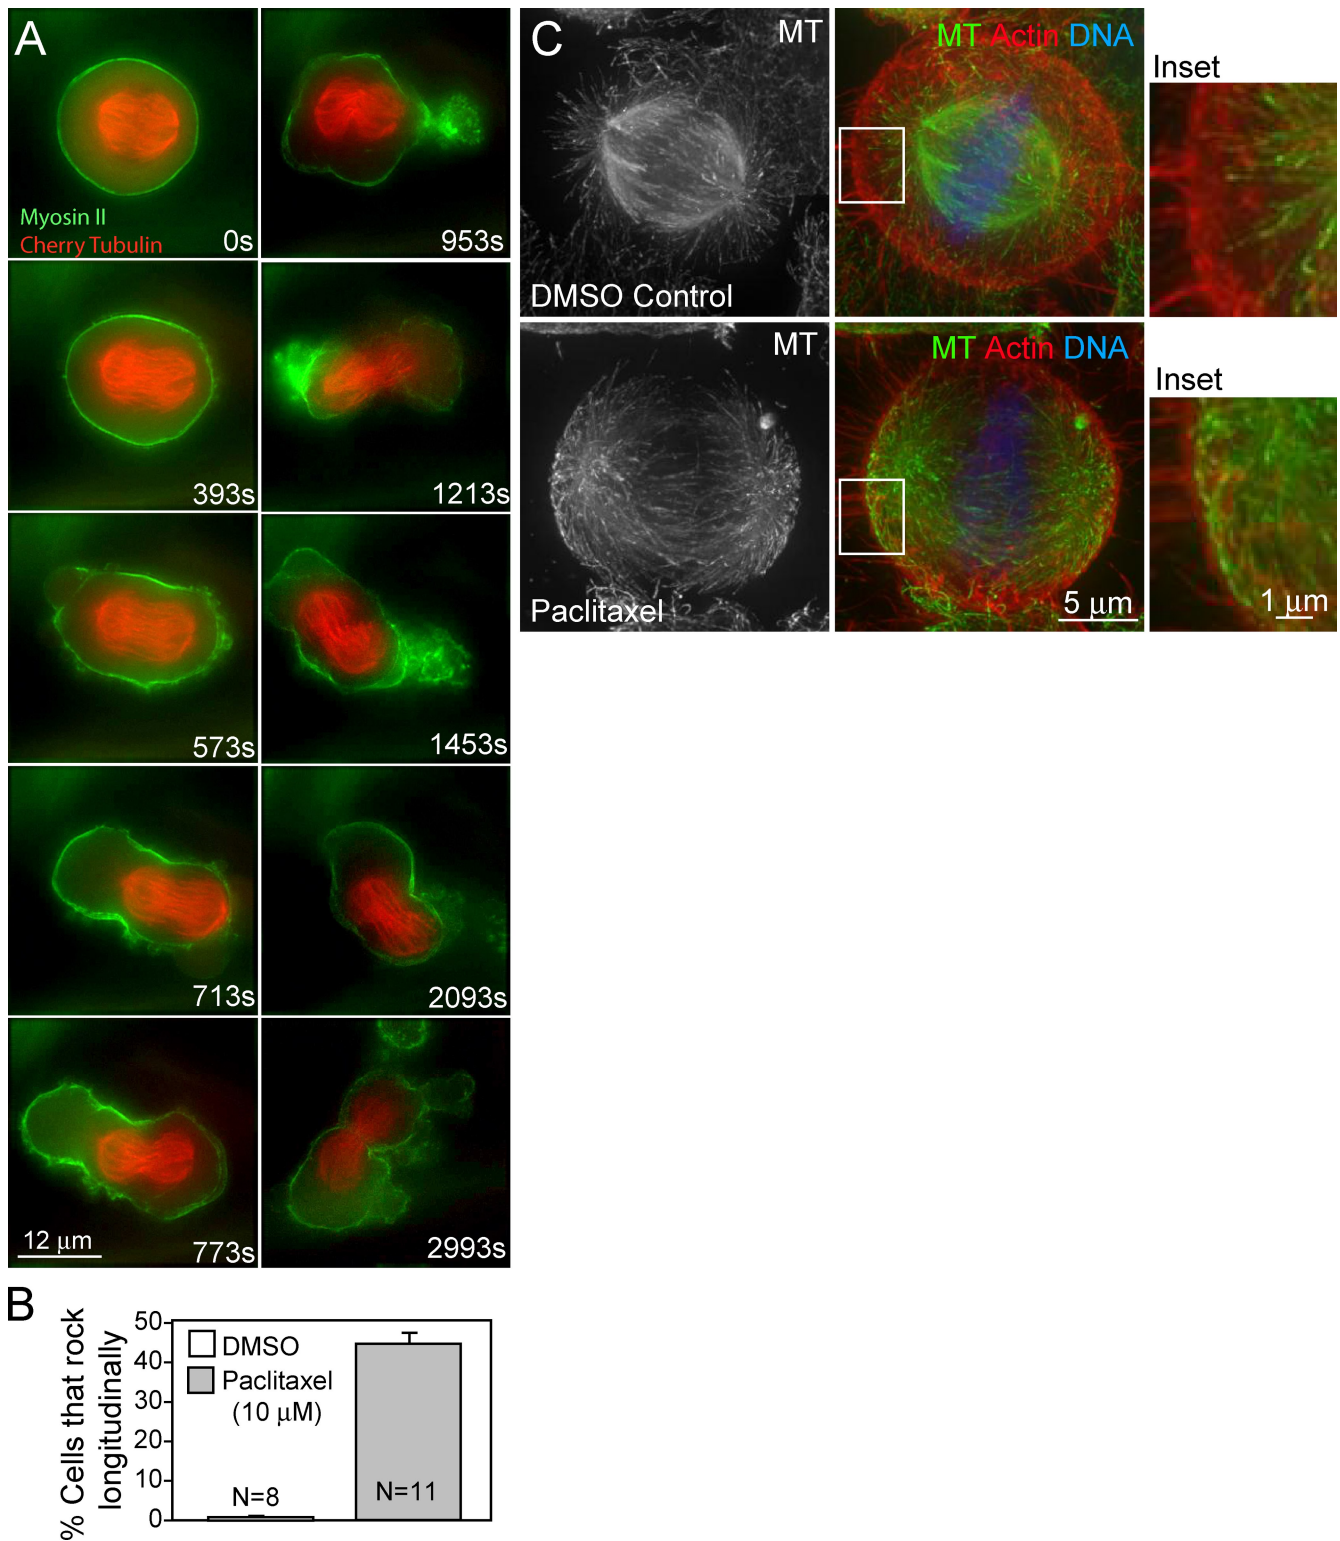 A
Myosin II
Cherry Tubulin
0s
953s
393s
1213s
573s
1453s
713s
2093s
12 μm
773s
2993s
B
% Cells that rock
longitudinally
50
40
30
20
10
0
DMSO
Paclitaxel
(10 μM)
N=8
N=11
C
MT
DMSO Control
MT Actin DNA
Inset
MT
Paclitaxel
MT Actin DNA
5 μm
Inset
1 μm